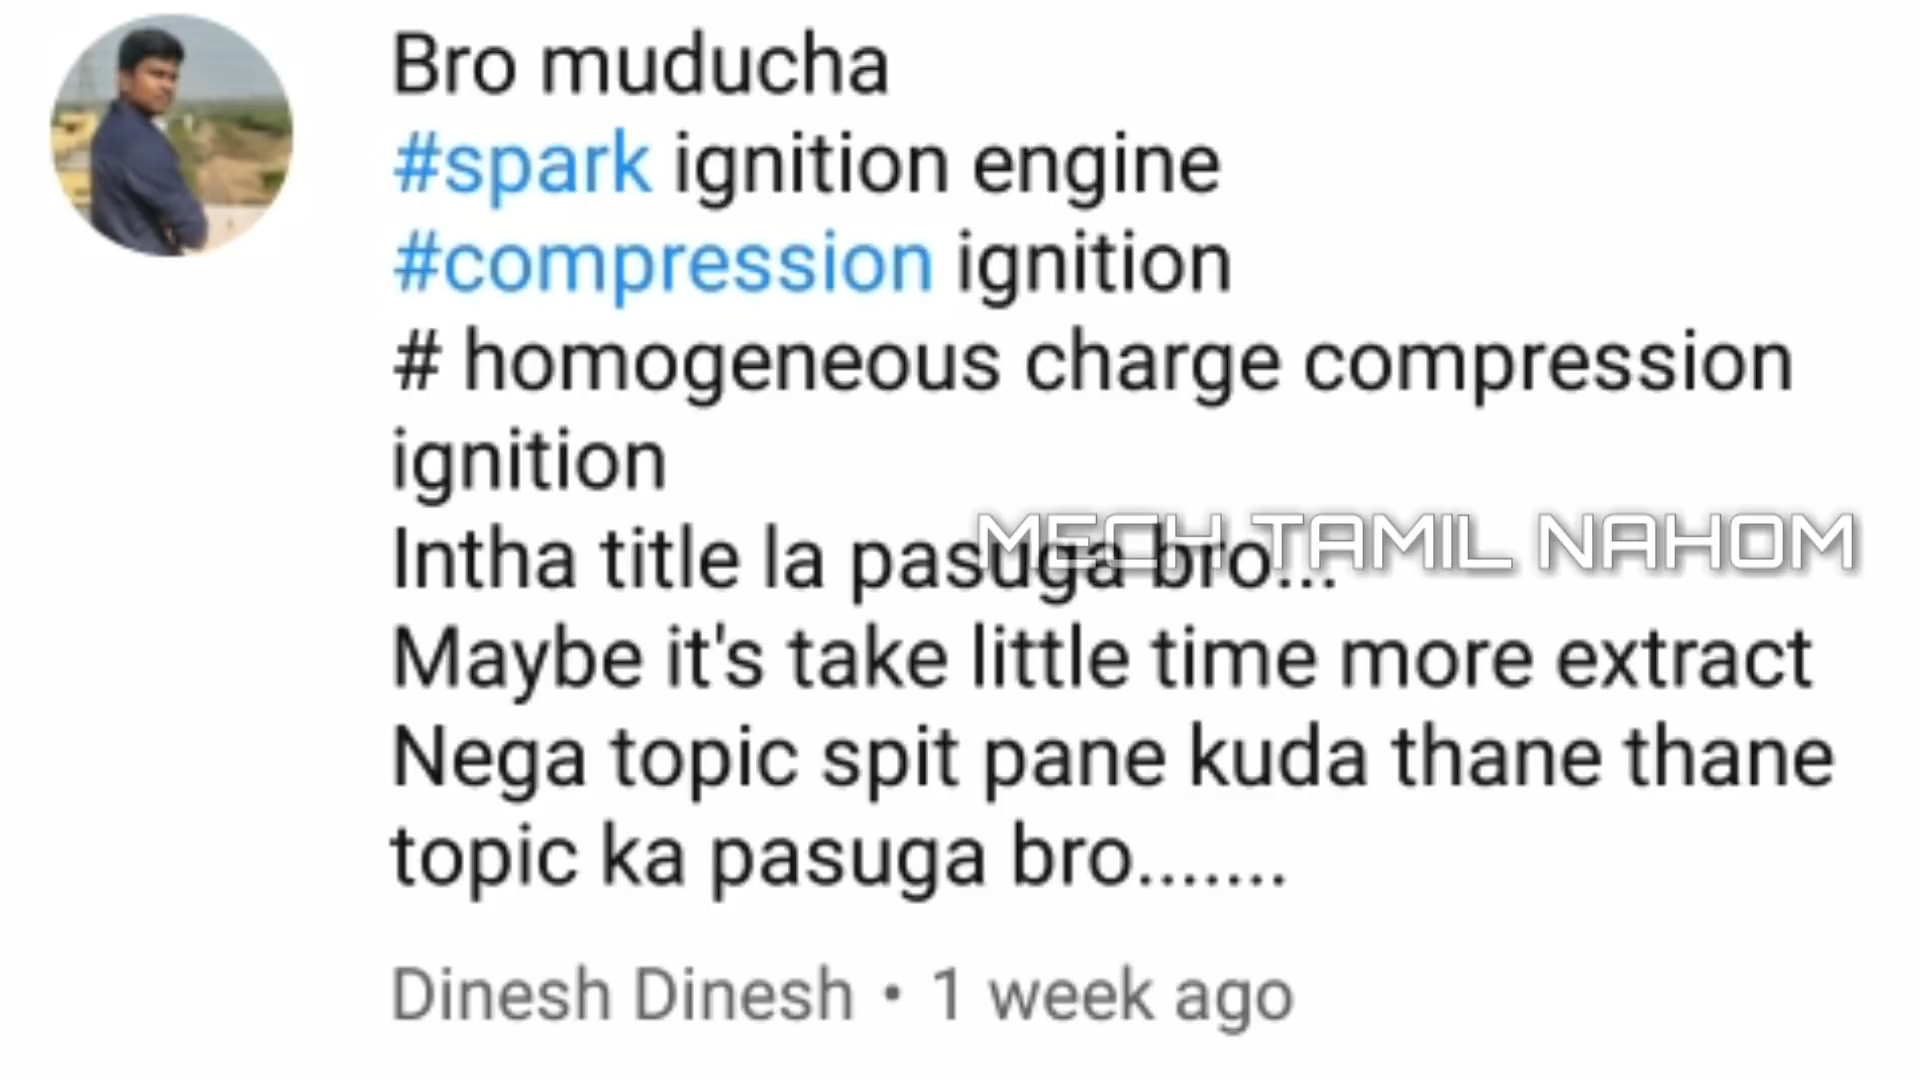 Bro muducha
#spark ignition engine
#compression ignition
# homogeneous charge compression
ignition
Intha title la pasuga bro...
MECH TAMIL NAHOM
Maybe it's take little time more extract
Nega topic spit pane kuda thane thane
topic ka pasuga bro.......
Dinesh Dinesh • 1 week ago